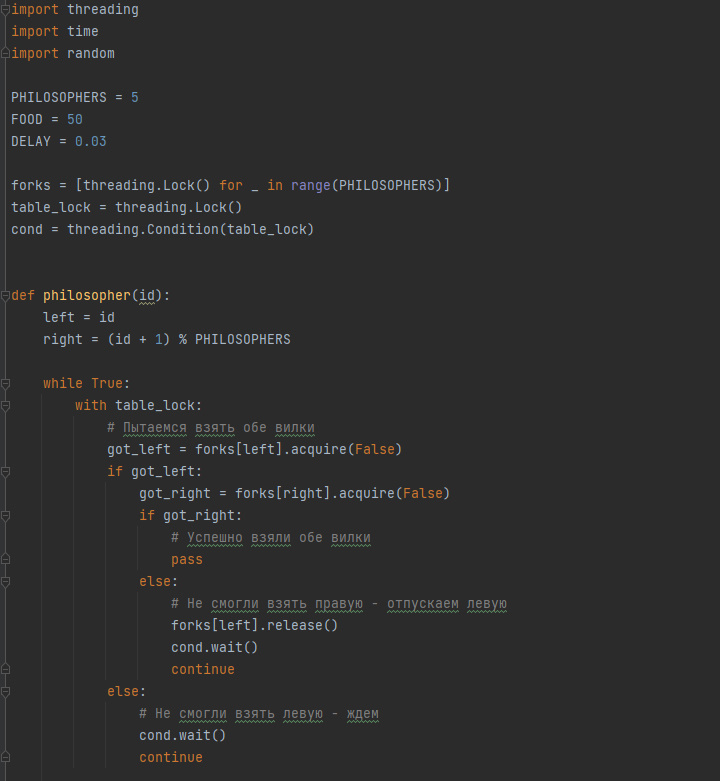 import threading
import time
import random
PHILOSOPHERS = 5
FOOD = 50
DELAY = 0.03
forks = [threading.Lock() for _ in range(PHILOSOPHERS)]
table_lock = threading.Lock()
cond = threading.Condition(table_lock)
def philosopher(id):
    left = id
    right = (id + 1) % PHILOSOPHERS
    while True:
        with table_lock:
            # Пытаемся взять обе вилки
            got_left = forks[left].acquire(False)
            if got_left:
                got_right = forks[right].acquire(False)
                if got_right:
                    # Успешно взяли обе вилки
                    pass
                else:
                    # Не смогли взять правую - отпускаем левую
                    forks[left].release()
                    cond.wait()
                    continue
            else:
                # Не смогли взять левую - ждем
                cond.wait()
                continue